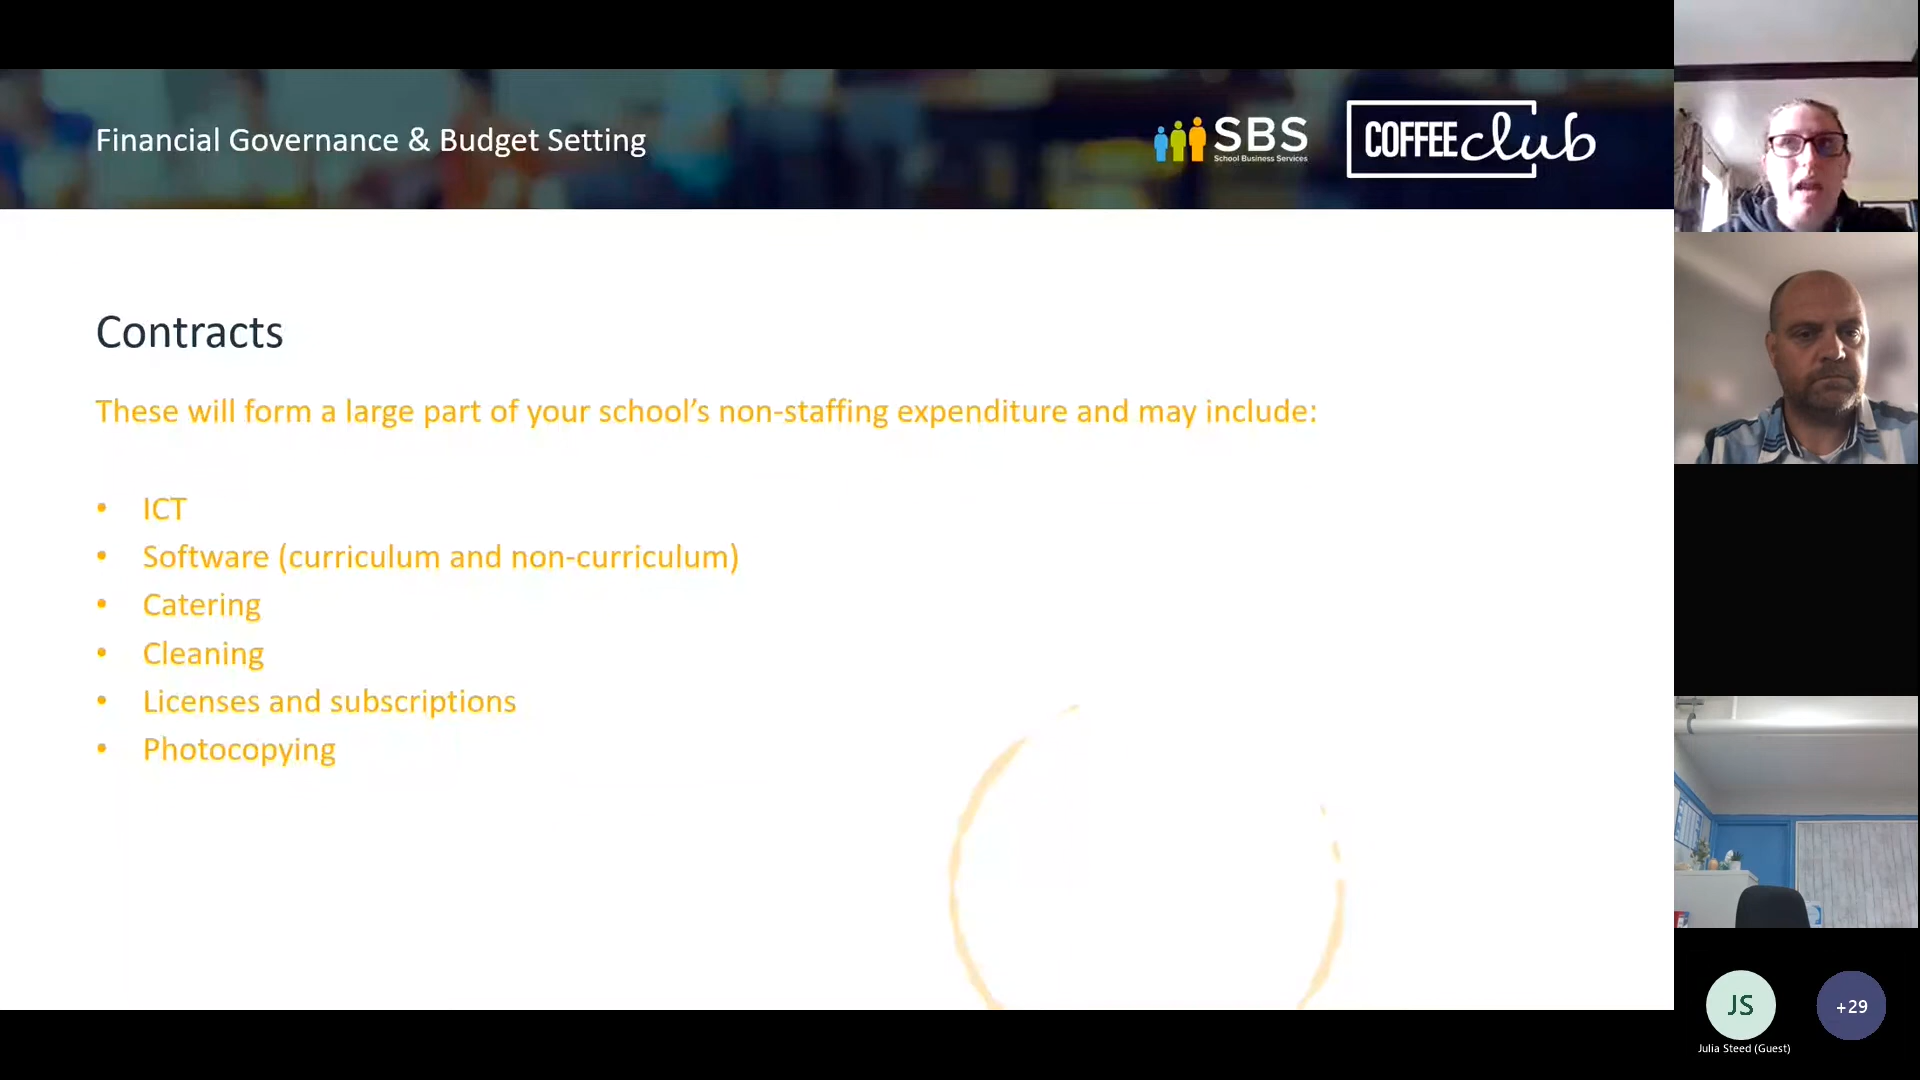 Financial Governance & Budget Setting
SBS
School Business Services
COFFEE club
Contracts
These will form a large part of your school’s non-staffing expenditure and may include:
• ICT
• Software (curriculum and non-curriculum)
• Catering
• Cleaning
• Licenses and subscriptions
• Photocopying
JS
+29
Julia Steed (Guest)